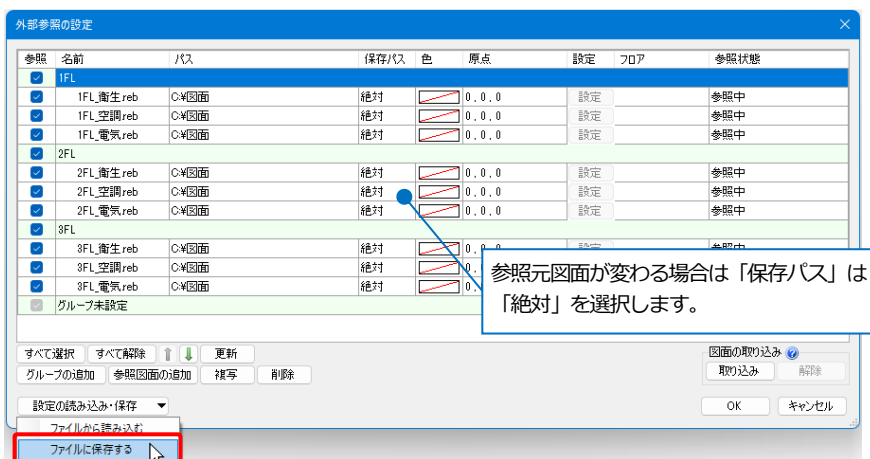 外部参照の設定
参照 名前 パス 保存パス 色 原点 設定 フロア 参照状態
1FL
1FL_衛生.reb C:¥図面 絶対 0 , 0 , 0 設定 参照中
1FL_空調.reb C:¥図面 絶対 0 , 0 , 0 設定 参照中
1FL_電気.reb C:¥図面 絶対 0 , 0 , 0 設定 参照中
2FL
2FL_衛生.reb C:¥図面 絶対 0 , 0 , 0 設定 参照中
2FL_空調.reb C:¥図面 絶対 0 , 0 , 0 設定 参照中
2FL_電気.reb C:¥図面 絶対 0 , 0 , 0 設定 参照中
3FL
3FL_衛生.reb C:¥図面 絶対 0 , 0 , 0 設定 参照中
3FL_空調.reb C:¥図面 絶対 0
3FL_電気.reb C:¥図面 絶対 0
グループ未設定
参照元図面が変わる場合は「保存パス」は
「絶対」を選択します。
すべて選択 すべて解除 更新
図面の取り込み
グループの追加 参照図面の追加 複写 削除
取り込み 解除
設定の読み込み・保存
OK キャンセル
ファイルから読み込む
ファイルに保存する